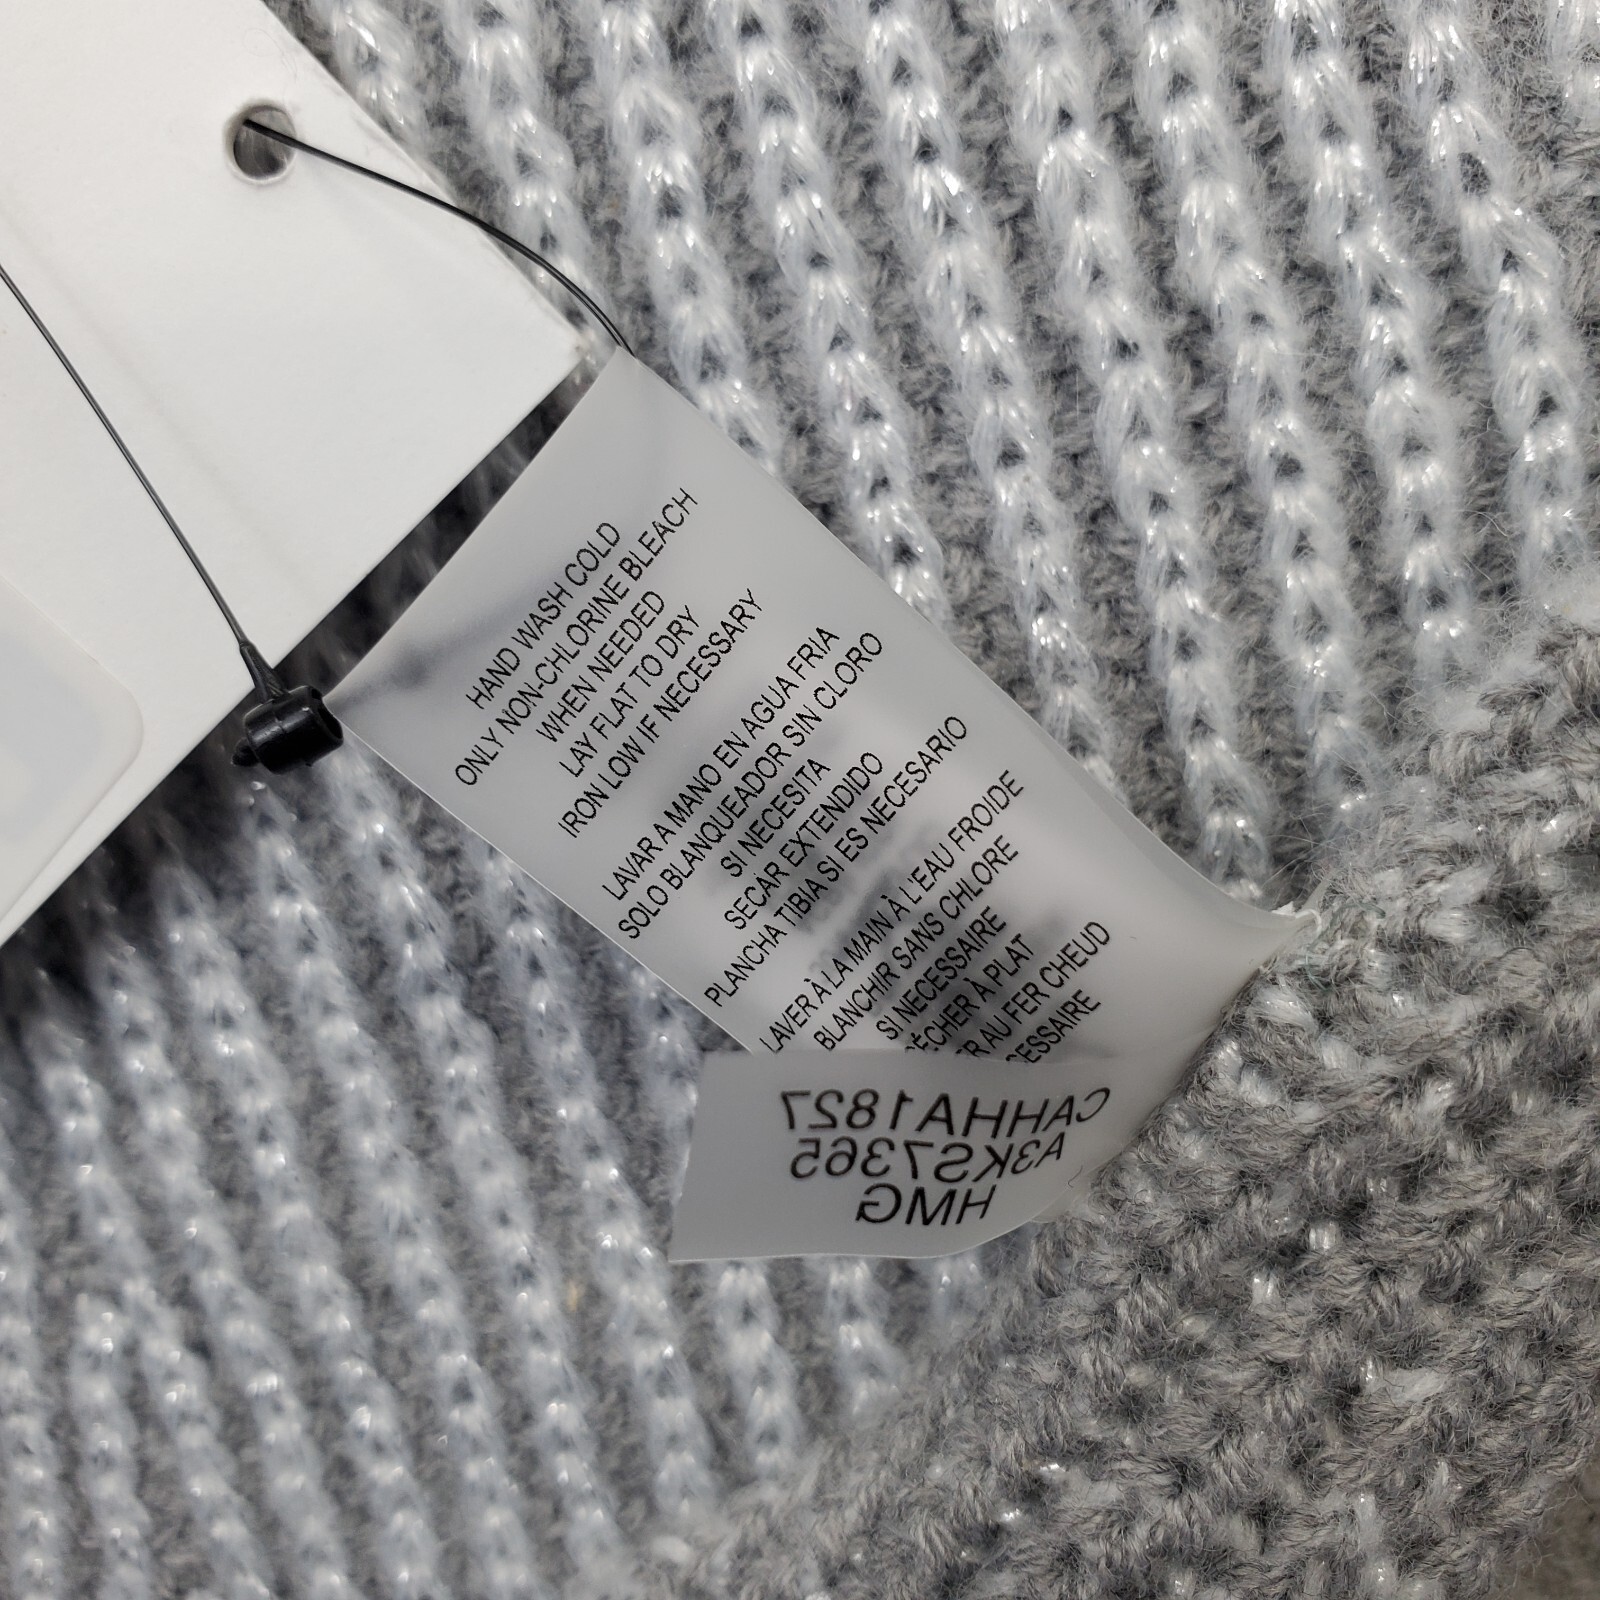 HAND WASH COLD
ONLY NON-CHLORINE BLEACH
WHEN NEEDED
LAY FLAT TO DRY
IRON LOW IF NECESSARY
LAVAR A MANO EN AGUA FRIA
SOLO BLANQUEADOR SIN CLORO
SI NECESITA
SECAR EXTENDIDO
PLANCHA TIBIA SI ES NECESARIO
LAVER À LA MAIN À L'EAU FROIDE
BLANCHIR SANS CHLORE
SI NECESSAIRE
ÉCHER À PLAT
R AU FER CHEUD
CESSAIRE
CAHHA1827
A3KS7365
HMG